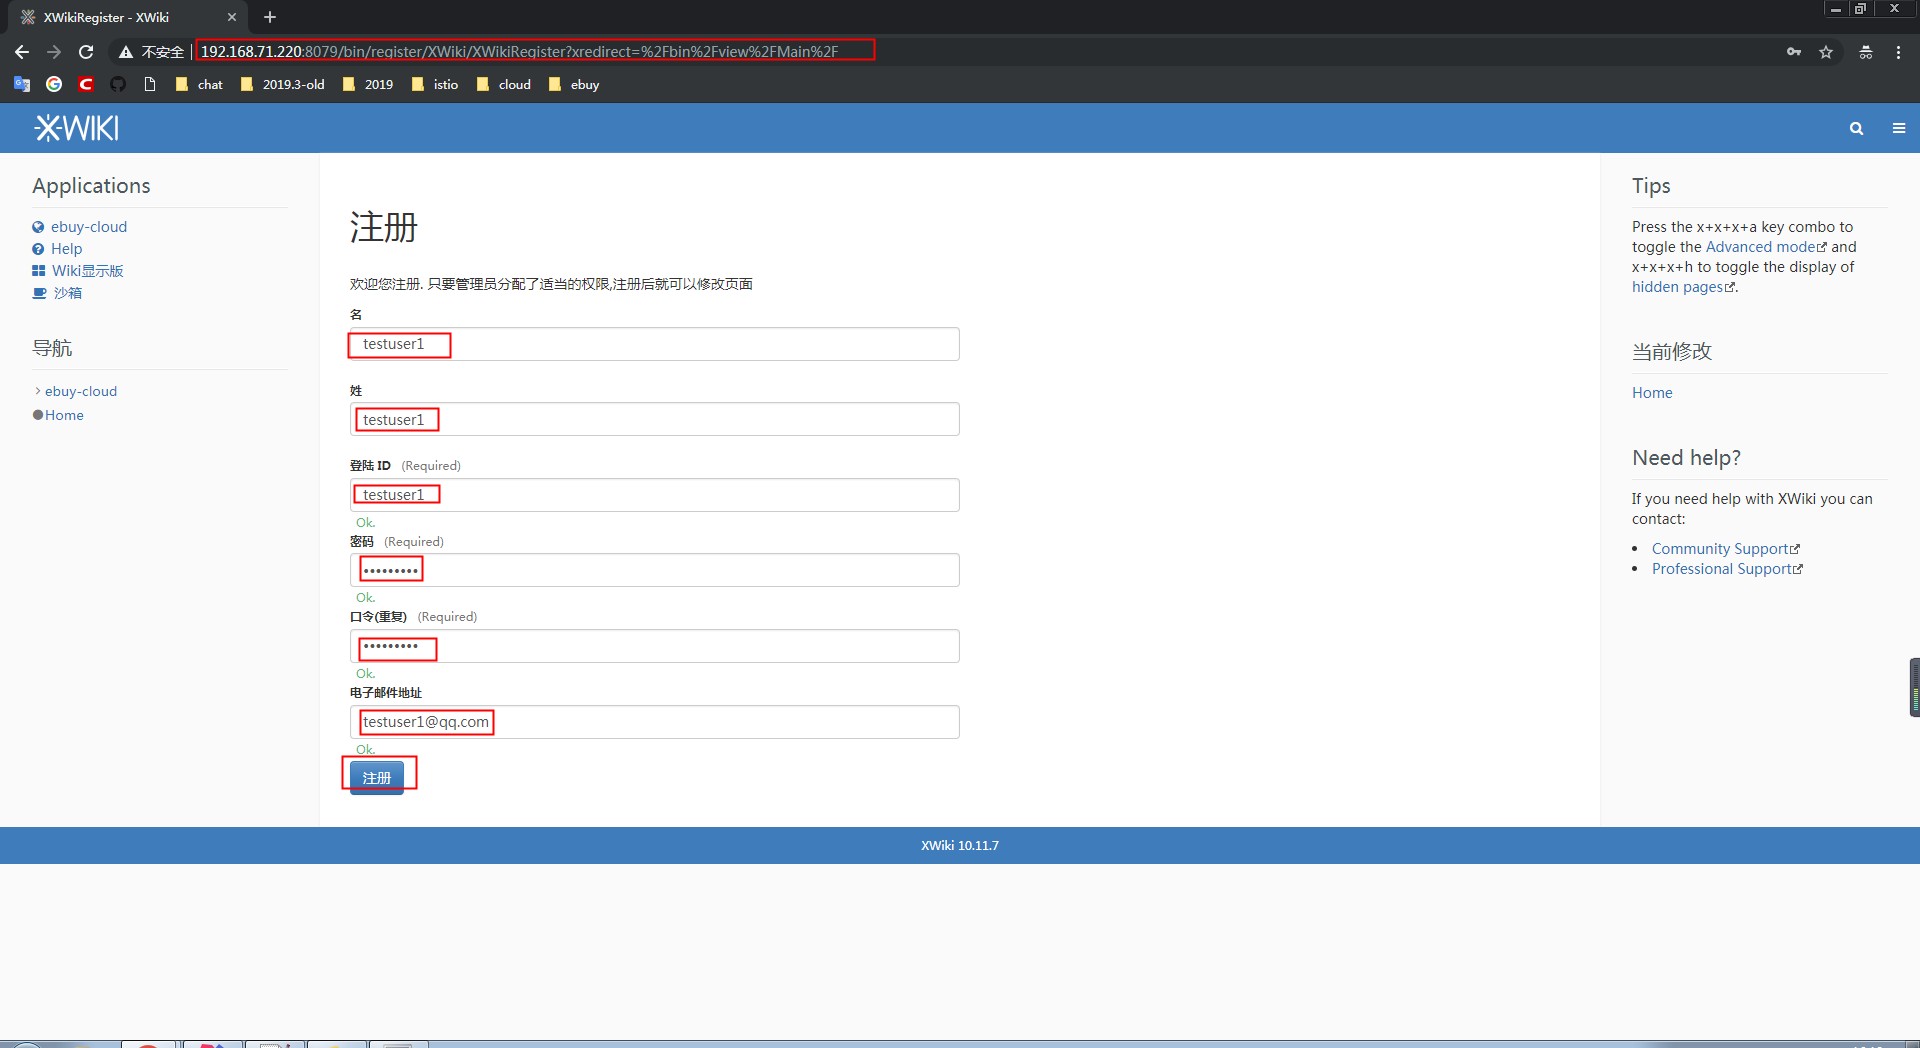 XWikiRegister - XWiki
不安全 192.168.71.220:8079/bin/register/XWiki/XWikiRegister?xredirect=%2Fbin%2Fview%2FMain%2F
chat 2019.3-old 2019 istio cloud ebuy
XWIKI
Applications
ebuy-cloud
Help
Wiki显示版
沙箱
导航
ebuy-cloud
Home
注册
欢迎您注册. 只要管理员分配了适当的权限,注册后就可以修改页面
名
testuser1
姓
testuser1
登陆 ID (Required)
testuser1
Ok.
密码 (Required)
•••••••••
Ok.
口令(重复) (Required)
•••••••••
Ok.
电子邮件地址
testuser1@qq.com
Ok.
注册
Tips
Press the x+x+x+a key combo to
toggle the Advanced mode and
x+x+x+h to toggle the display of
hidden pages.
当前修改
Home
Need help?
If you need help with XWiki you can
contact:
Community Support
Professional Support
XWiki 10.11.7